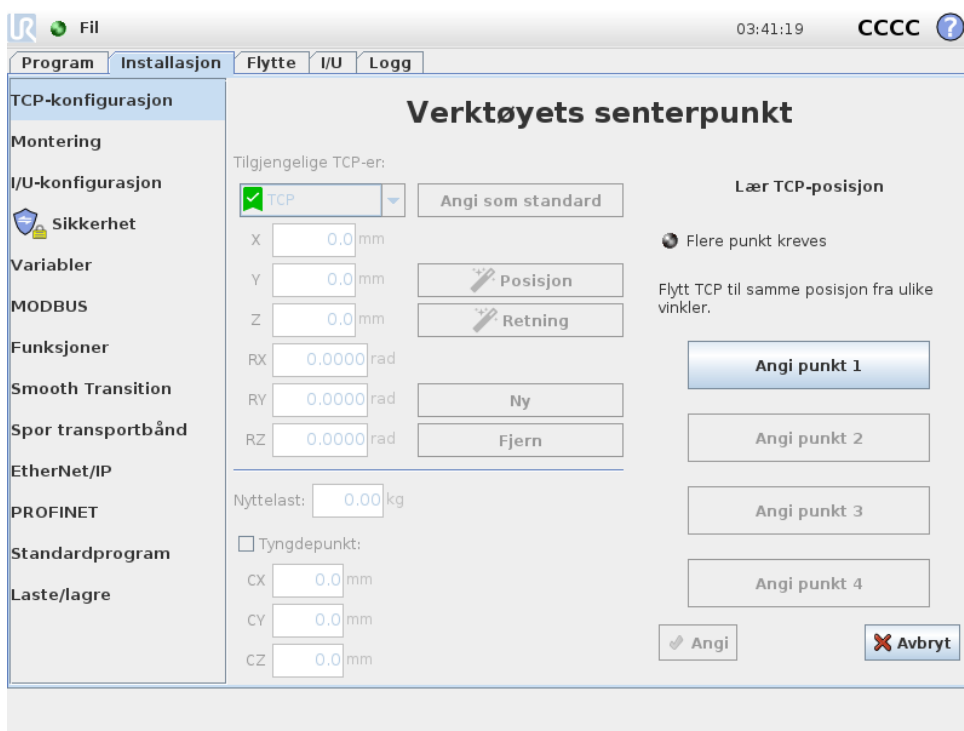 UR Fil 03:41:19 CCCC ?
Program Installasjon Flytte I/U Logg
TCP-konfigurasjon
Montering
I/U-konfigurasjon
Sikkerhet
Variabler
MODBUS
Funksjoner
Smooth Transition
Spor transportbånd
EtherNet/IP
PROFINET
Standardprogram
Laste/lagre
Verktøyets senterpunkt
Tilgjengelige TCP-er:
TCP Angi som standard
X 0.0 mm
Y 0.0 mm Posisjon
Z 0.0 mm Retning
RX 0.0000 rad
RY 0.0000 rad Ny
RZ 0.0000 rad Fjern
Nyttelast: 0.00 kg
Tyngdepunkt:
CX 0.0 mm
CY 0.0 mm
CZ 0.0 mm
Lær TCP-posisjon
Flere punkt kreves
Flytt TCP til samme posisjon fra ulike
vinkler.
Angi punkt 1
Angi punkt 2
Angi punkt 3
Angi punkt 4
Angi Avbryt